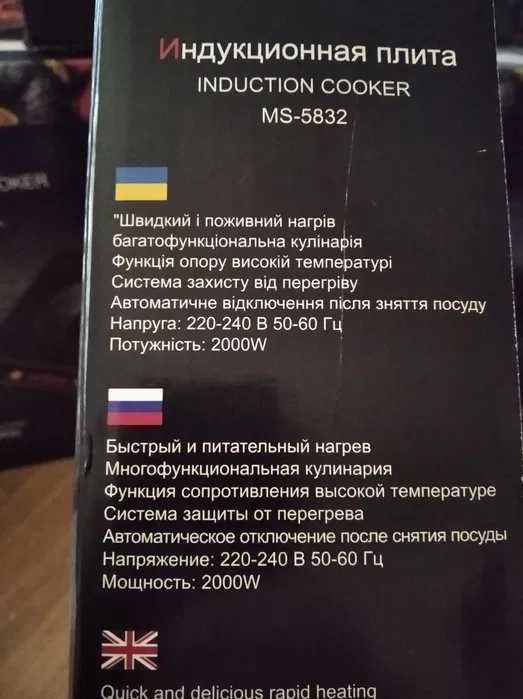 Индукционная плита
INDUCTION COOKER
MS-5832
OKER
"Швидкий і поживний нагрів
багатофункціональна кулінарія
Функція опору високій температурі
Система захисту від перегріву
Автоматичне відключення після зняття посуду
Напруга: 220-240 В 50-60 Гц
Потужність: 2000W
Быстрый и питательный нагрев
Многофункциональная кулинария
Функция сопротивления высокой температуре
Система защиты от перегрева
Автоматическое отключение после снятия посуды
Напряжение: 220-240 В 50-60 Гц
Мощность: 2000W
Quick and delicious rapid heating